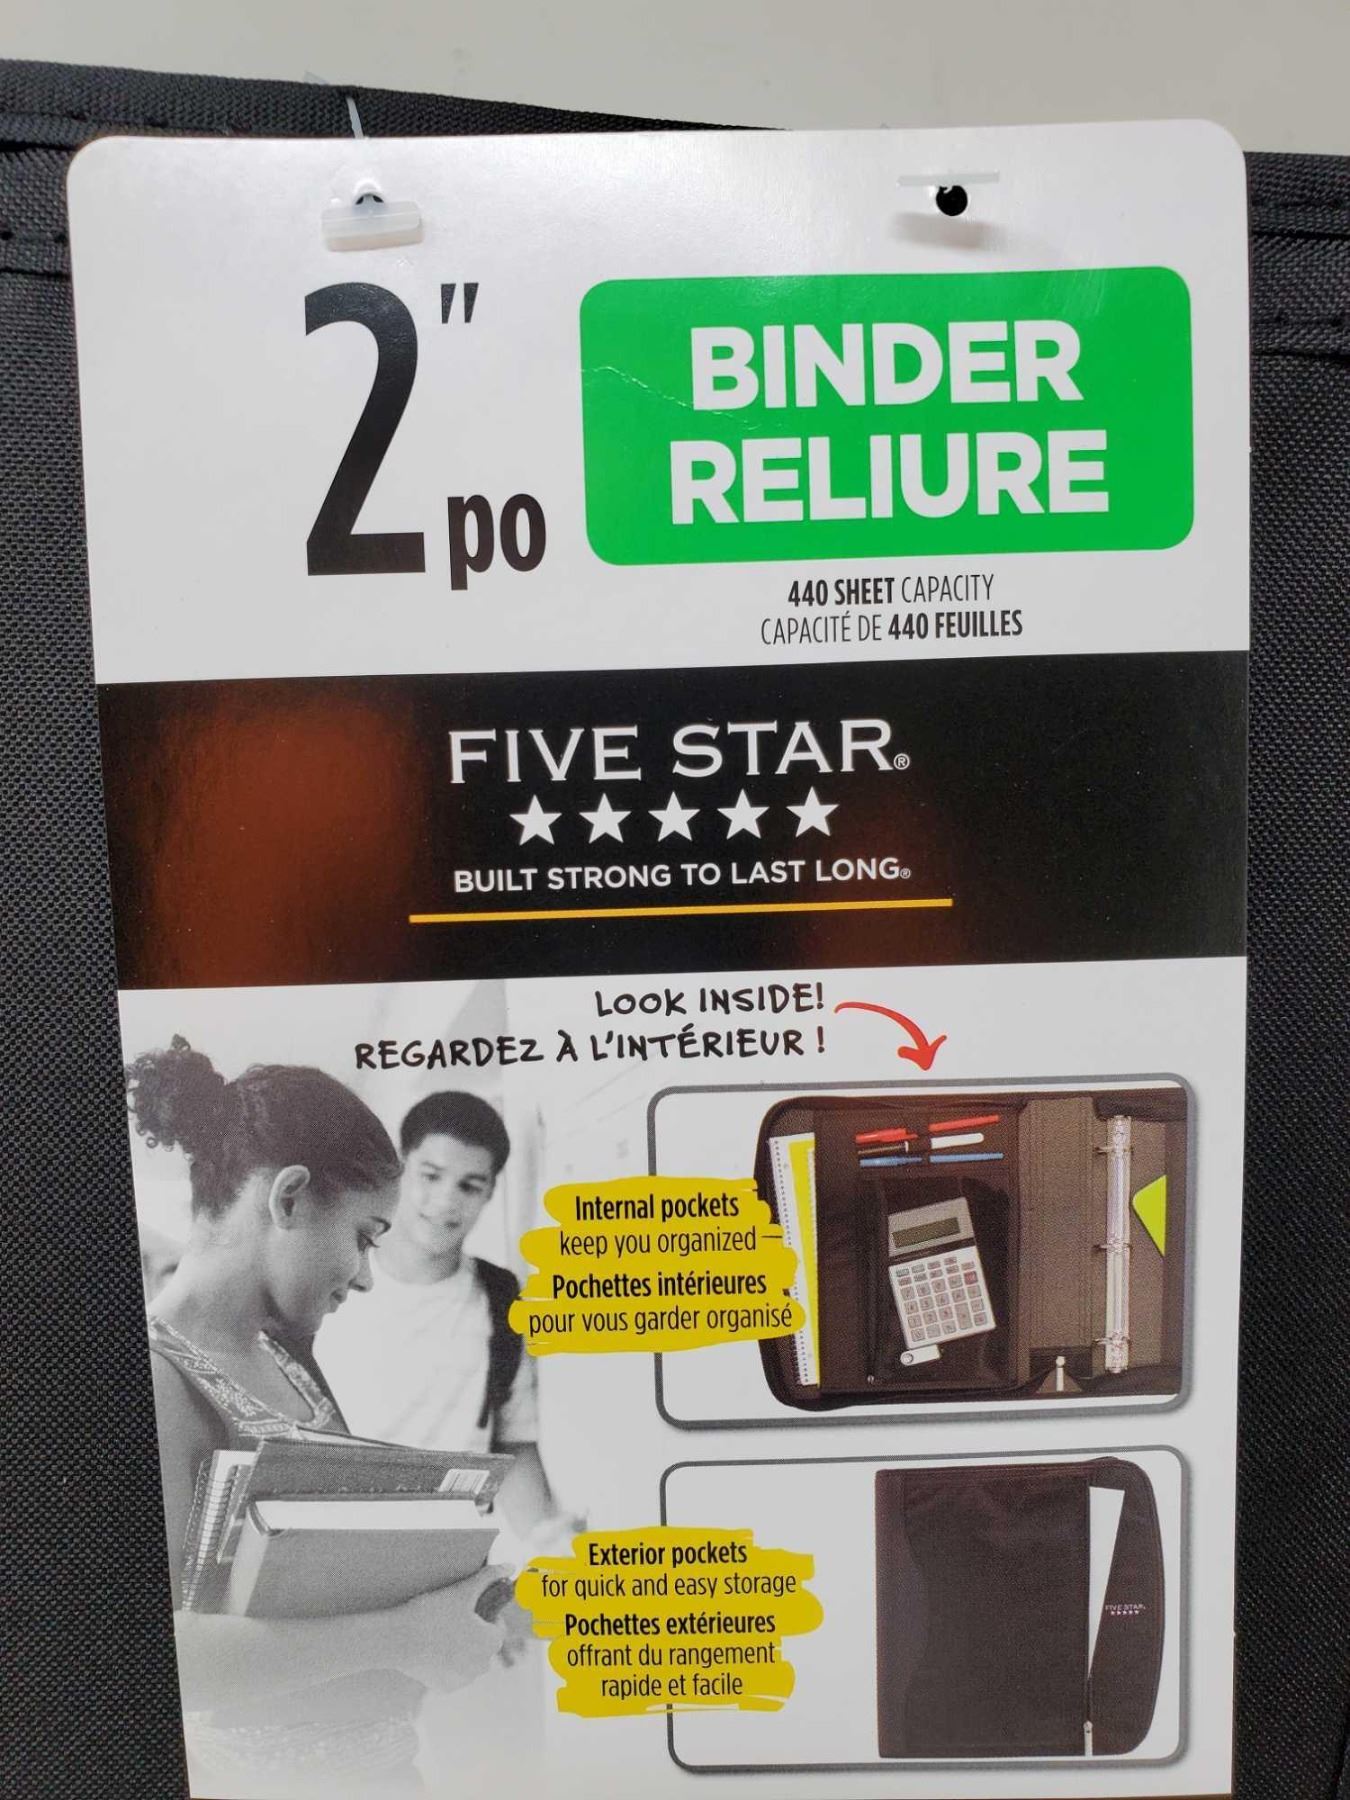 2" po
BINDER
RELIURE
440 SHEET CAPACITY
CAPACITÉ DE 440 FEUILLES
FIVE STAR®
BUILT STRONG TO LAST LONG®
LOOK INSIDE!
REGARDEZ À L'INTÉRIEUR !
Internal pockets
keep you organized
Pochettes intérieures
pour vous garder organisé
Exterior pockets
for quick and easy storage
Pochettes extérieures
offrant du rangement
rapide et facile
FIVE STAR.